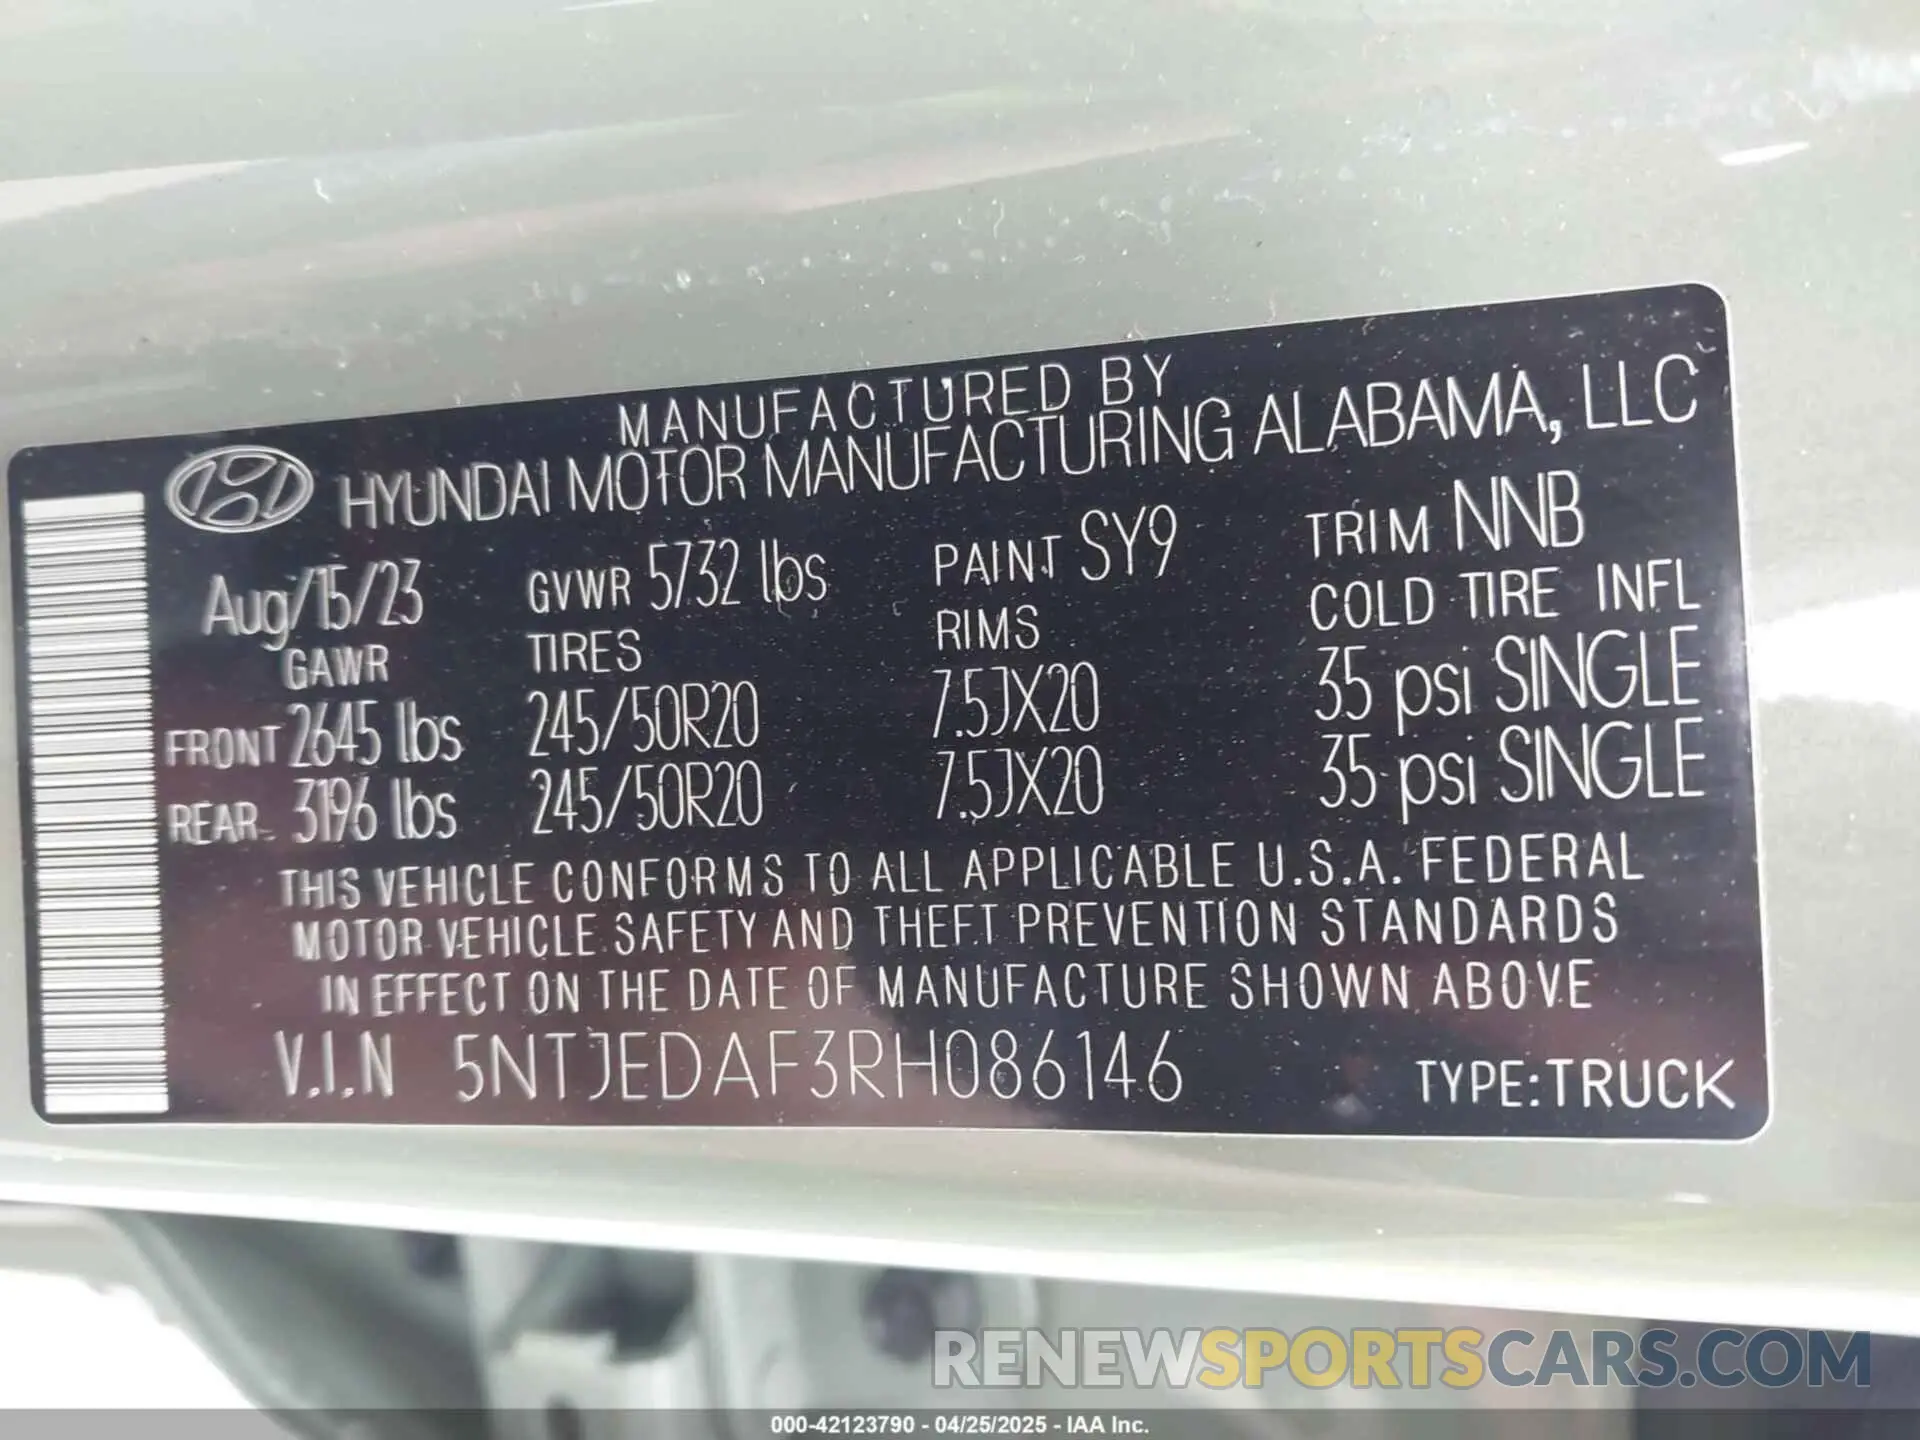 MANUFACTURED BY
HYUNDAI MOTOR MANUFACTURING ALABAMA, LLC
Aug/15/23 GVWR 5732 lbs PAINT SY9 TRIM NNB
GAWR TIRES RIMS COLD TIRE INFL
FRONT 2645 lbs 245/50R20 7.5JX20 35 psi SINGLE
REAR 3196 lbs 245/50R20 7.5JX20 35 psi SINGLE
THIS VEHICLE CONFORMS TO ALL APPLICABLE U.S.A. FEDERAL
MOTOR VEHICLE SAFETY AND THEFT PREVENTION STANDARDS
IN EFFECT ON THE DATE OF MANUFACTURE SHOWN ABOVE
V.I.N 5NTJEDAF3RH086146 TYPE:TRUCK
RENEWSPORTSCARS.COM
000-42123790 - 04/25/2025 - IAA Inc.